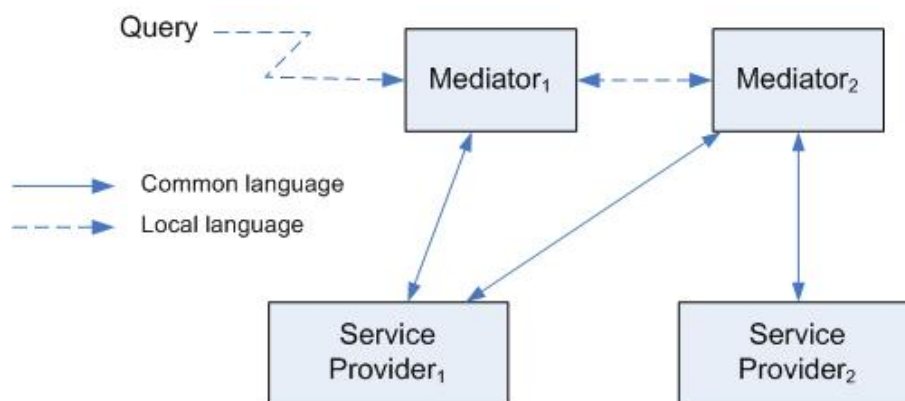 Query
Mediator₁
Mediator₂
Common language
Local language
Service
Provider₁
Service
Provider₂